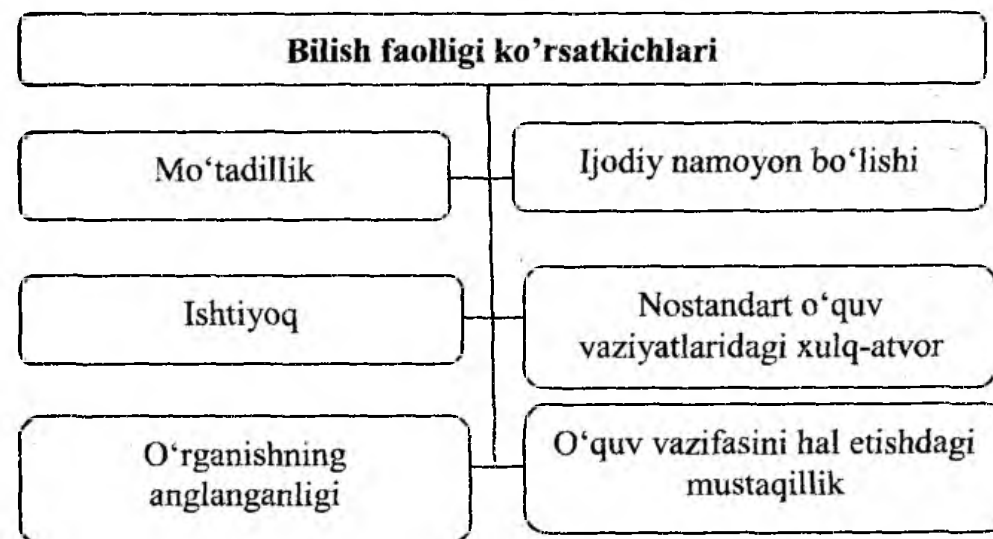 Bilish faolligi ko’rsatkichlari
Mo‘tadillik
Ijodiy namoyon bo‘lishi
Ishtiyoq
Nostandart o‘quv
vaziyatlaridagi xulq-atvor
O‘rganishning
anglanganligi
O‘quv vazifasini hal etishdagi
mustaqillik